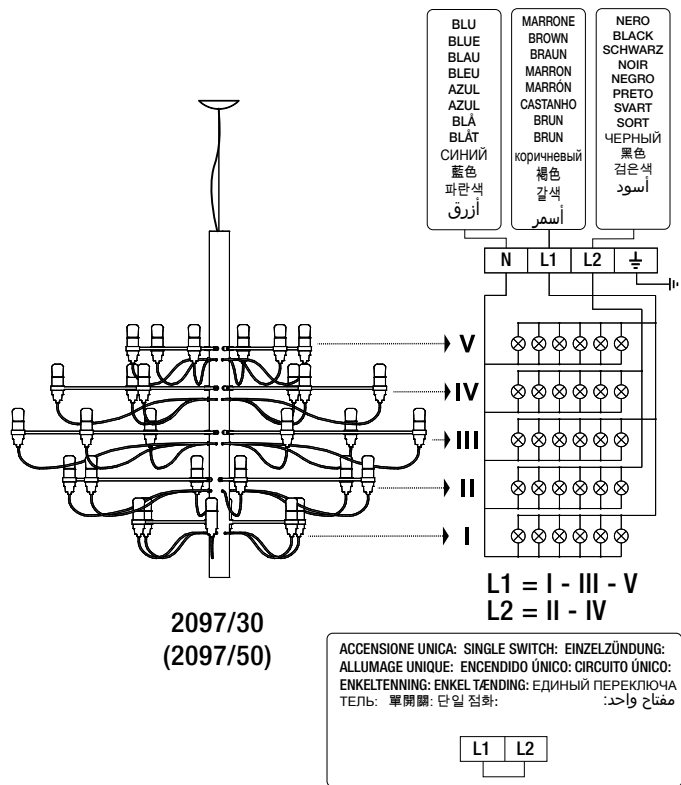 BLU
BLUE
BLAU
BLEU
AZUL
AZUL
BLÅ
BLÅT
СИНИЙ
藍色
파란색
أزرق
MARRONE
BROWN
BRAUN
MARRON
MARRÓN
CASTANHO
BRUN
BRUN
коричневый
褐色
갈색
أسمر
NERO
BLACK
SCHWARZ
NOIR
NEGRO
PRETO
SVART
SORT
ЧЕРНЫЙ
黑色
검은색
أسود
N L1 L2
V
IV
III
II
I
L1 = I - III - V
L2 = II - IV
2097/30
(2097/50)
ACCENSIONE UNICA: SINGLE SWITCH: EINZELZÜNDUNG:
ALLUMAGE UNIQUE: ENCENDIDO ÚNICO: CIRCUITO ÚNICO:
ENKELTENNING: ENKEL TÆNDING: ЕДИНЫЙ ПЕРЕКЛЮЧА
ТЕЛЬ: 單開關: 단일 점화: مفتاح واحد:
L1 L2